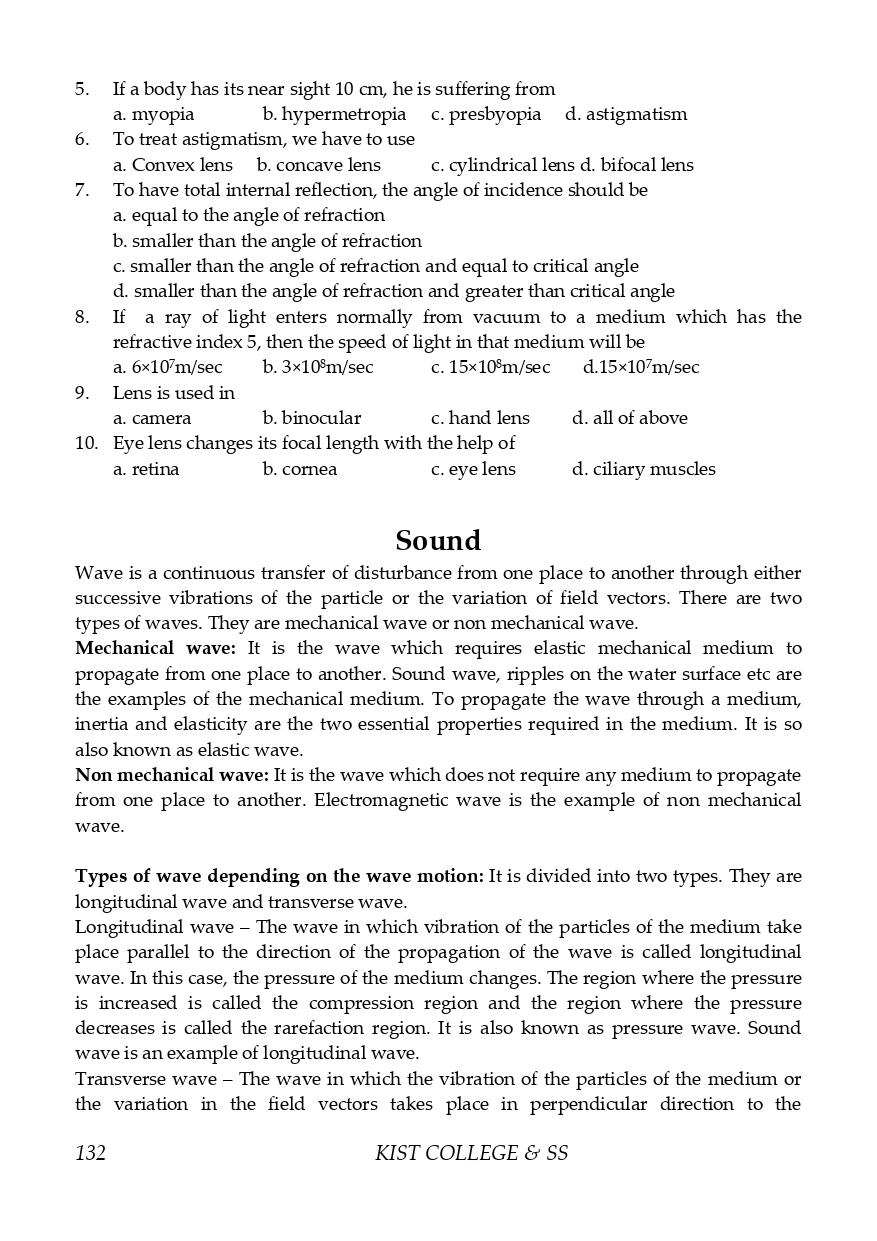 5. If a body has its near sight 10 cm, he is suffering from
a. myopia b. hypermetropia c. presbyopia d. astigmatism
6. To treat astigmatism, we have to use
a. Convex lens b. concave lens c. cylindrical lens d. bifocal lens
7. To have total internal reflection, the angle of incidence should be
a. equal to the angle of refraction
b. smaller than the angle of refraction
c. smaller than the angle of refraction and equal to critical angle
d. smaller than the angle of refraction and greater than critical angle
8. If a ray of light enters normally from vacuum to a medium which has the
refractive index 5, then the speed of light in that medium will be
a. 6×10⁷m/sec b. 3×10⁸m/sec c. 15×10⁸m/sec d.15×10⁷m/sec
9. Lens is used in
a. camera b. binocular c. hand lens d. all of above
10. Eye lens changes its focal length with the help of
a. retina b. cornea c. eye lens d. ciliary muscles
Sound
Wave is a continuous transfer of disturbance from one place to another through either
successive vibrations of the particle or the variation of field vectors. There are two
types of waves. They are mechanical wave or non mechanical wave.
Mechanical wave: It is the wave which requires elastic mechanical medium to
propagate from one place to another. Sound wave, ripples on the water surface etc are
the examples of the mechanical medium. To propagate the wave through a medium,
inertia and elasticity are the two essential properties required in the medium. It is so
also known as elastic wave.
Non mechanical wave: It is the wave which does not require any medium to propagate
from one place to another. Electromagnetic wave is the example of non mechanical
wave.
Types of wave depending on the wave motion: It is divided into two types. They are
longitudinal wave and transverse wave.
Longitudinal wave – The wave in which vibration of the particles of the medium take
place parallel to the direction of the propagation of the wave is called longitudinal
wave. In this case, the pressure of the medium changes. The region where the pressure
is increased is called the compression region and the region where the pressure
decreases is called the rarefaction region. It is also known as pressure wave. Sound
wave is an example of longitudinal wave.
Transverse wave – The wave in which the vibration of the particles of the medium or
the variation in the field vectors takes place in perpendicular direction to the
132 KIST COLLEGE & SS